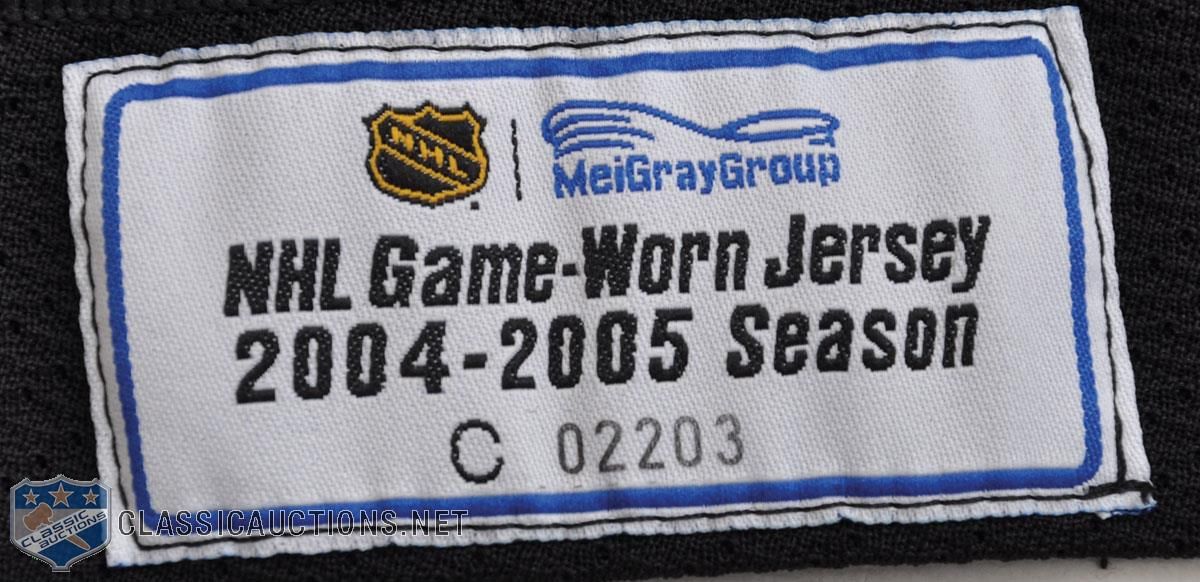 NHL
MeiGrayGroup
NHL Game-Worn Jersey
2004-2005 Season
C 02203
CLASSIC
AUCTIONS
CLASSICAUCTIONS.NET